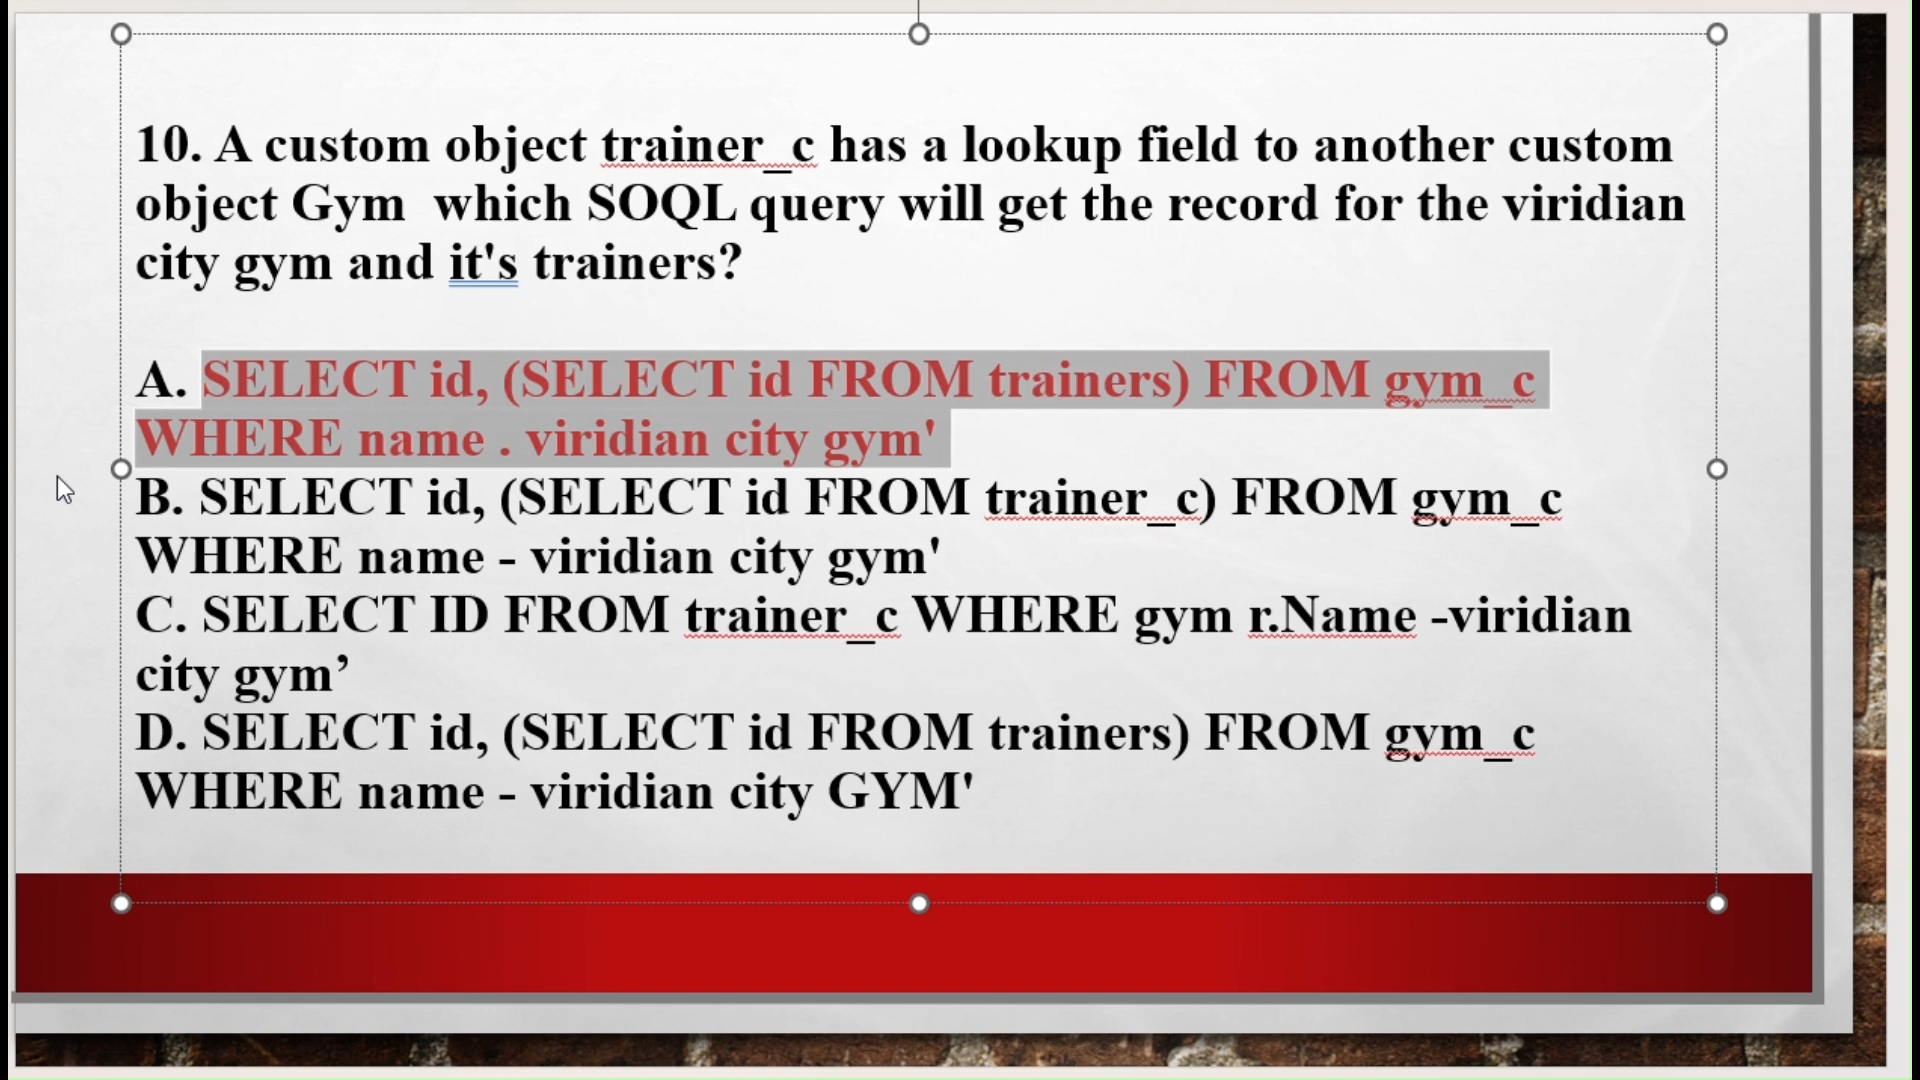 10. A custom object trainer_c has a lookup field to another custom
object Gym  which SOQL query will get the record for the viridian
city gym and it's trainers?
A. SELECT id, (SELECT id FROM trainers) FROM gym_c
WHERE name . viridian city gym'
B. SELECT id, (SELECT id FROM trainer_c) FROM gym_c
WHERE name - viridian city gym'
C. SELECT ID FROM trainer_c WHERE gym r.Name -viridian
city gym’
D. SELECT id, (SELECT id FROM trainers) FROM gym_c
WHERE name - viridian city GYM'